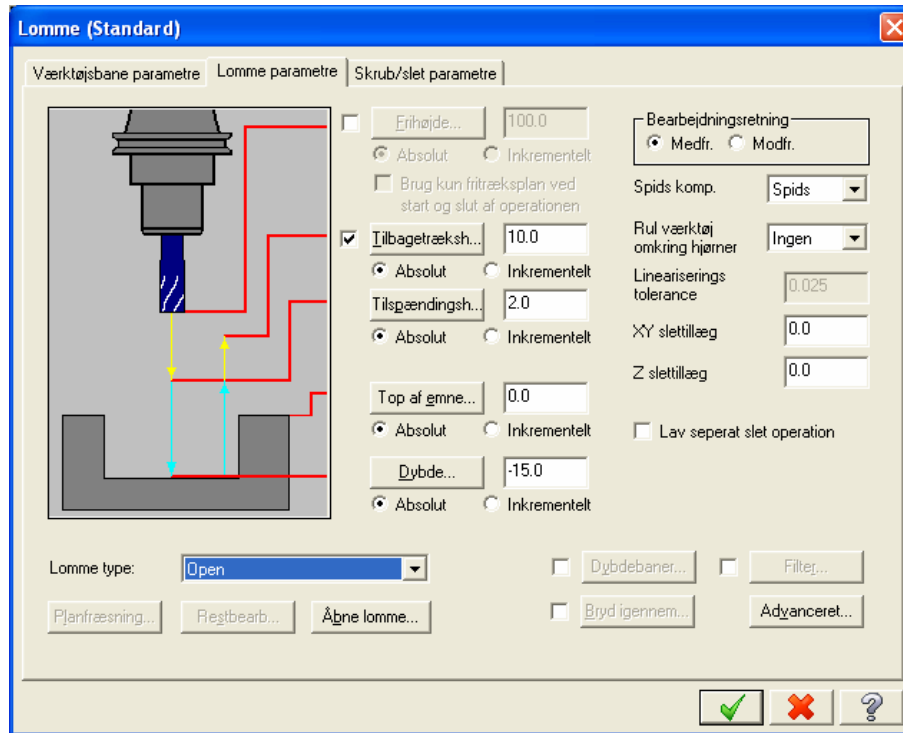 Lomme (Standard)
Værktøjsbane parametre
Lomme parametre
Skrub/slet parametre
Frihøjde...
100.0
Absolut
Inkrementelt
Brug kun fritræksplan ved
start og slut af operationen
Tilbagetræksh...
10.0
Absolut
Inkrementelt
Tilspændingsh...
2.0
Absolut
Inkrementelt
Top af emne...
0.0
Absolut
Inkrementelt
Dybde...
-15.0
Absolut
Inkrementelt
Bearbejdningsretning
Medfr.
Modfr.
Spids komp.
Spids
Rul værktøj
omkring hjørner
Ingen
Lineariserings
tolerance
0.025
XY slettillæg
0.0
Z slettillæg
0.0
Lav seperat slet operation
Lomme type:
Open
Dybdebaner...
Filter...
Planfræsning...
Restbearb...
Åbne lomme...
Bryd igennem...
Advanceret...